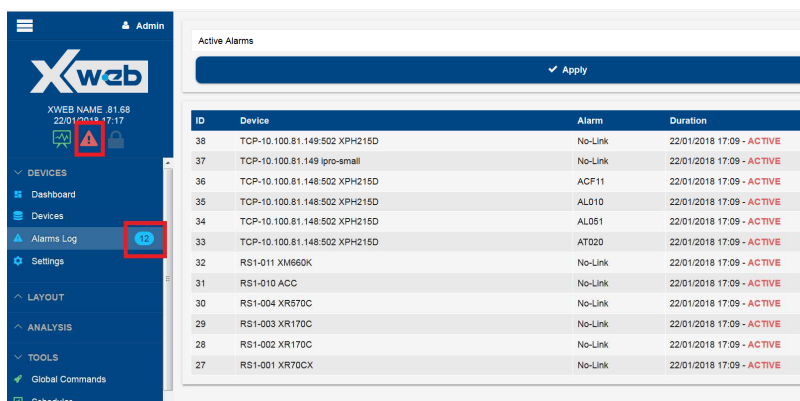 Admin
Xweb
XWEB NAME .81.68
22/01/2018 17:17
DEVICES
Dashboard
Devices
Alarms Log 12
Settings
LAYOUT
ANALYSIS
TOOLS
Global Commands
Active Alarms
Apply
ID Device Alarm Duration
38 TCP-10.100.81.149:502 XPH215D No-Link 22/01/2018 17:09 - ACTIVE
37 TCP-10.100.81.149 ipro-small No-Link 22/01/2018 17:09 - ACTIVE
36 TCP-10.100.81.148:502 XPH215D ACF11 22/01/2018 17:09 - ACTIVE
35 TCP-10.100.81.148:502 XPH215D AL010 22/01/2018 17:09 - ACTIVE
34 TCP-10.100.81.148:502 XPH215D AL051 22/01/2018 17:09 - ACTIVE
33 TCP-10.100.81.148:502 XPH215D AT020 22/01/2018 17:09 - ACTIVE
32 RS1-011 XM660K No-Link 22/01/2018 17:09 - ACTIVE
31 RS1-010 ACC No-Link 22/01/2018 17:09 - ACTIVE
30 RS1-004 XR570C No-Link 22/01/2018 17:09 - ACTIVE
29 RS1-003 XR170C No-Link 22/01/2018 17:09 - ACTIVE
28 RS1-002 XR170C No-Link 22/01/2018 17:09 - ACTIVE
27 RS1-001 XR70CX No-Link 22/01/2018 17:09 - ACTIVE